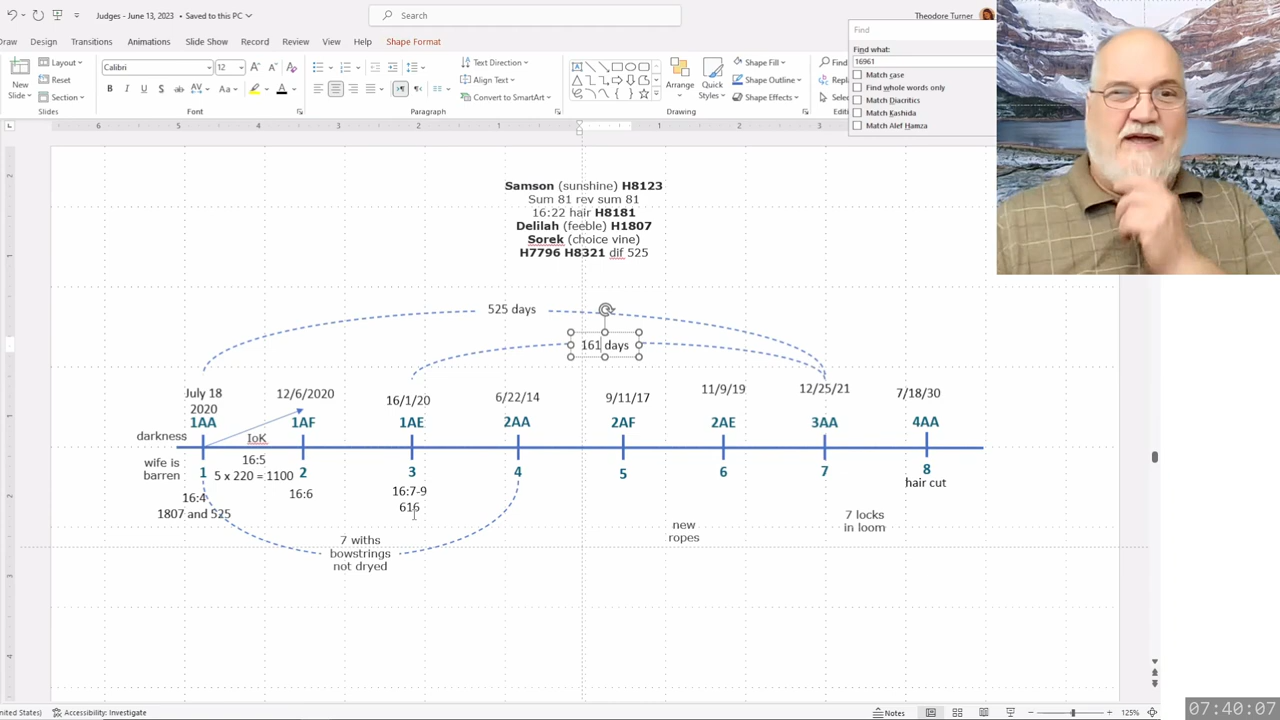 Judges - June 13, 2023 • Saved to this PC
Search
Theodore Turner
Draw Design Transitions Animations Slide Show Record Review View Shape Format
New Slide
Layout
Reset
Section
Slides
Calibri
12
Font
Text Direction
Align Text
Convert to SmartArt
Paragraph
Arrange
Quick Styles
Shape Fill
Shape Outline
Shape Effects
Drawing
Find
Find what:
16961
Match case
Find whole words only
Match Diacritics
Match Kashida
Match Alef Hamza
Samson (sunshine) H8123
Sum 81 rev sum 81
16:22 hair H8181
Delilah (feeble) H1807
Sorek (choice vine)
H7796 H8321 dif 525
525 days
161 days
July 18 2020
12/6/2020
16/1/20
6/22/14
9/11/17
11/9/19
12/25/21
7/18/30
1AA 1AF 1AE 2AA 2AF 2AE 3AA 4AA
darkness
IoK
wife is barren
1 2 3 4 5 6 7 8
16:5
5 x 220 = 1100
hair cut
16:4
1807 and 525
16:6
16:7-9
616
7 withs
bowstrings
not dryed
new
ropes
7 locks
in loom
Accessibility: Investigate
Notes
125%
07:40:07